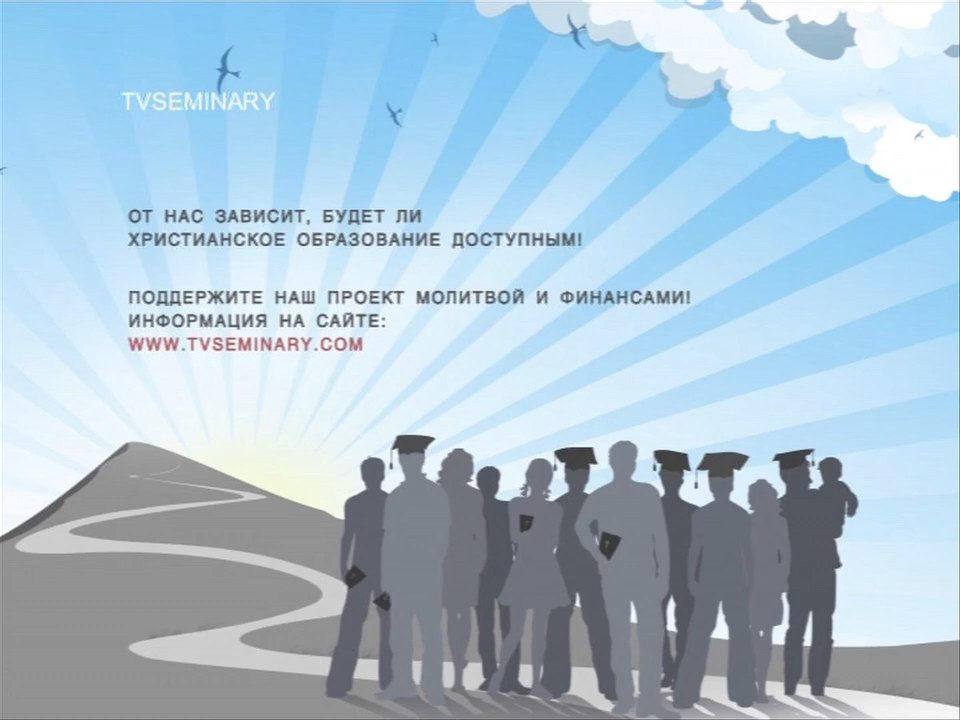 TVSEMINARY
ОТ НАС ЗАВИСИТ, БУДЕТ ЛИ
ХРИСТИАНСКОЕ ОБРАЗОВАНИЕ ДОСТУПНЫМ!
ПОДДЕРЖИТЕ НАШ ПРОЕКТ МОЛИТВОЙ И ФИНАНСАМИ!
ИНФОРМАЦИЯ НА САЙТЕ:
WWW.TVSEMINARY.COM